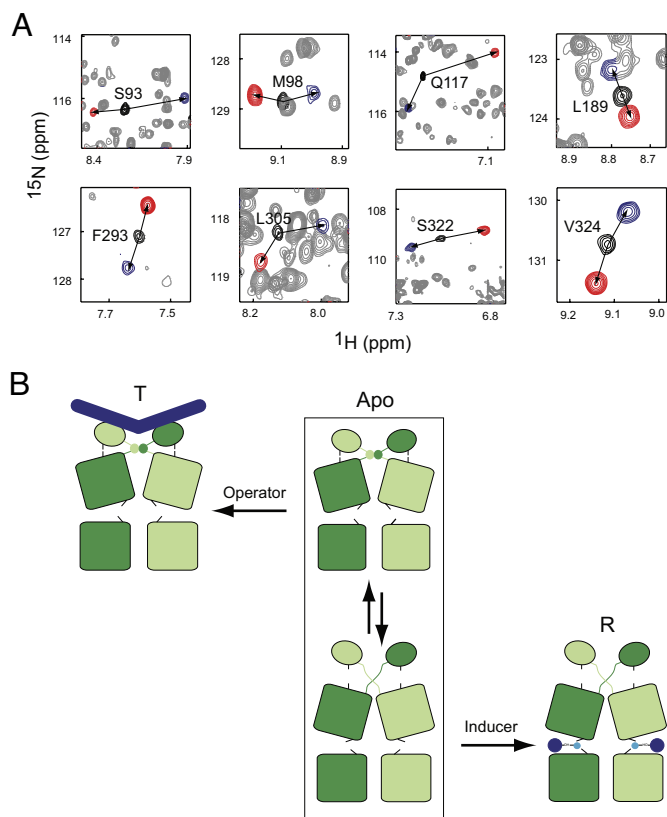 A
114
116
S93
8.4
7.9
128
129
M98
9.1
8.9
114
116
Q117
7.1
123
124
L189
8.9
8.8
8.7
15N (ppm)
127
128
F293
7.7
7.5
118
119
L305
8.2
8.0
108
110
S322
7.3
6.8
130
131
V324
9.2
9.1
9.0
1H (ppm)
B
T
Apo
Operator
R
Inducer